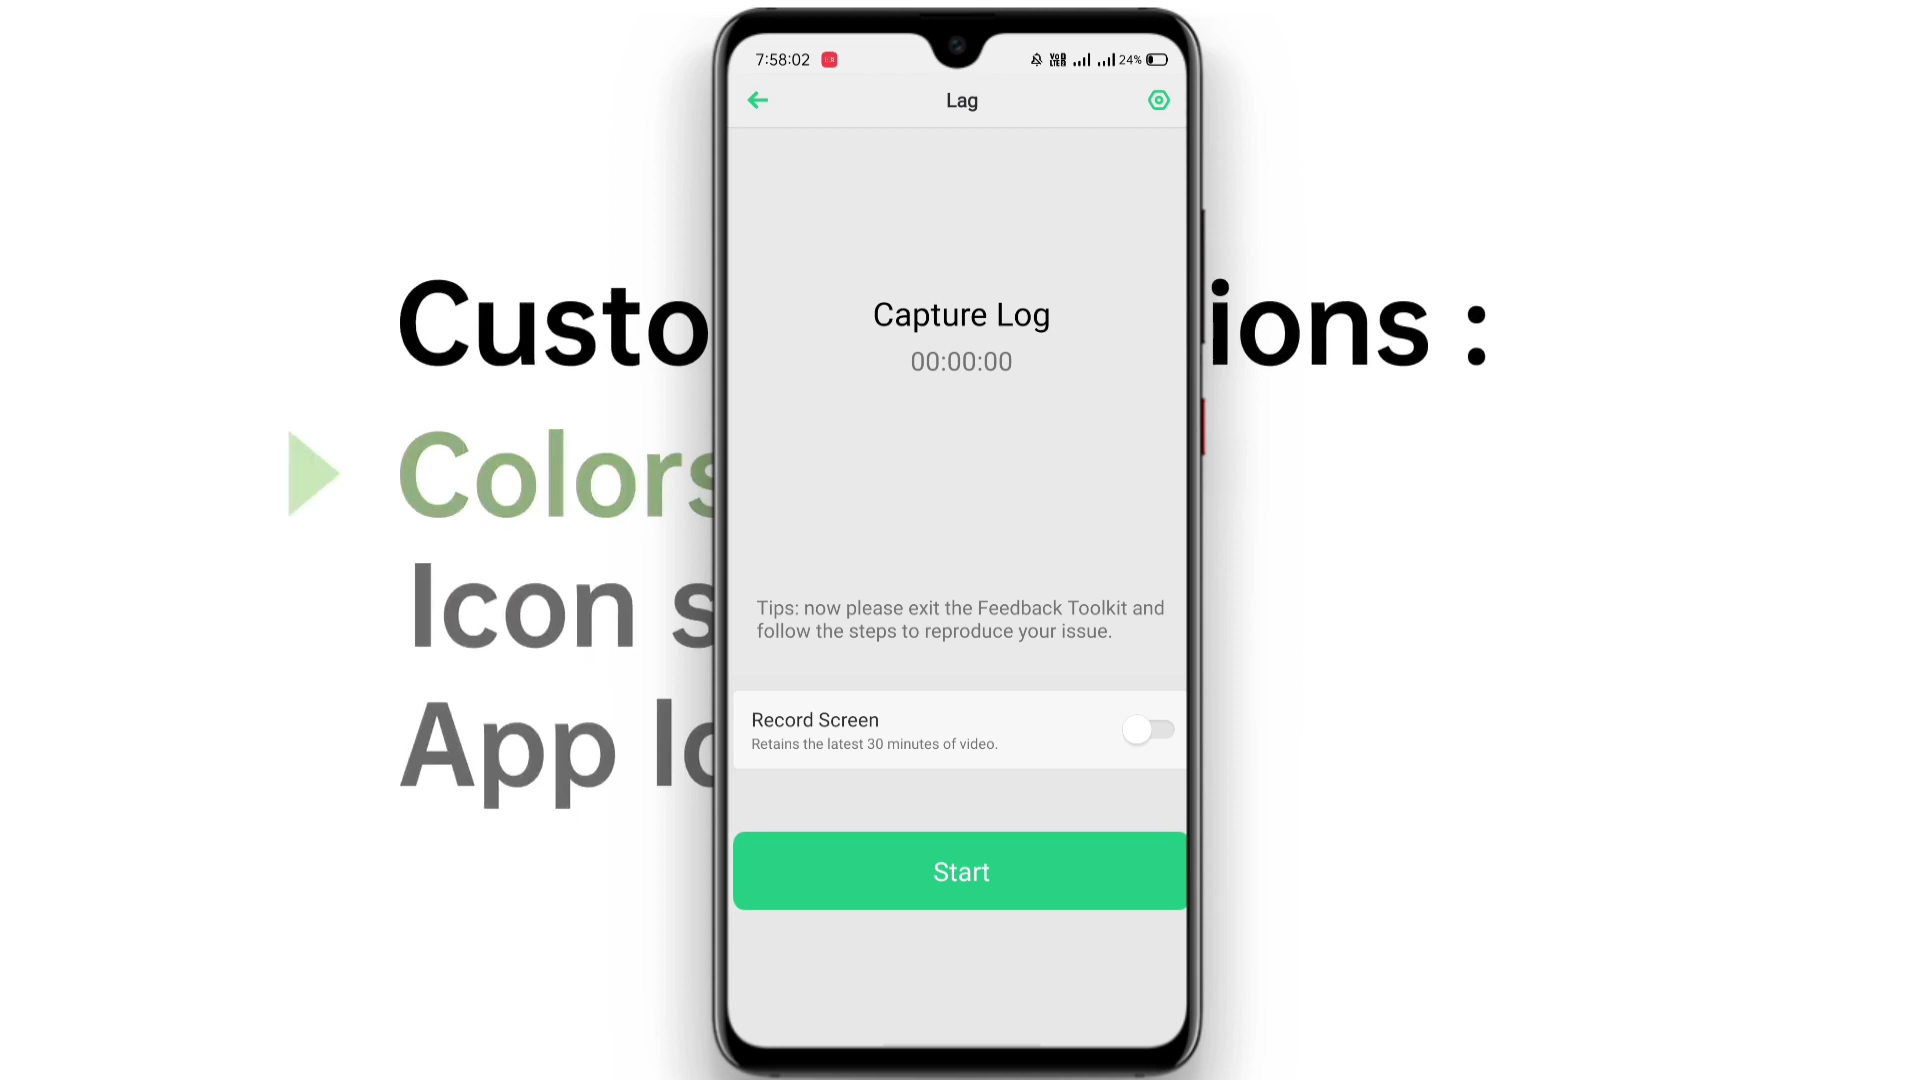 7:58:02
24%
Lag
Capture Log
00:00:00
Custo ions :
Colors
Icon s
App Ic
Tips: now please exit the Feedback Toolkit and
follow the steps to reproduce your issue.
Record Screen
Retains the latest 30 minutes of video.
Start